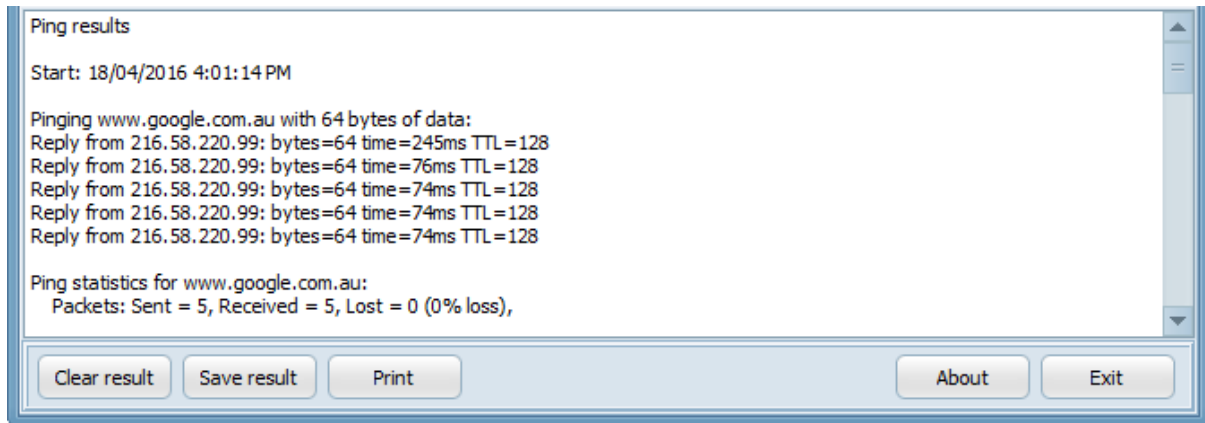 Ping results
Start: 18/04/2016 4:01:14 PM
Pinging www.google.com.au with 64 bytes of data:
Reply from 216.58.220.99: bytes=64 time=245ms TTL=128
Reply from 216.58.220.99: bytes=64 time=76ms TTL=128
Reply from 216.58.220.99: bytes=64 time=74ms TTL=128
Reply from 216.58.220.99: bytes=64 time=74ms TTL=128
Reply from 216.58.220.99: bytes=64 time=74ms TTL=128
Ping statistics for www.google.com.au:
Packets: Sent = 5, Received = 5, Lost = 0 (0% loss),
Clear result Save result Print About Exit